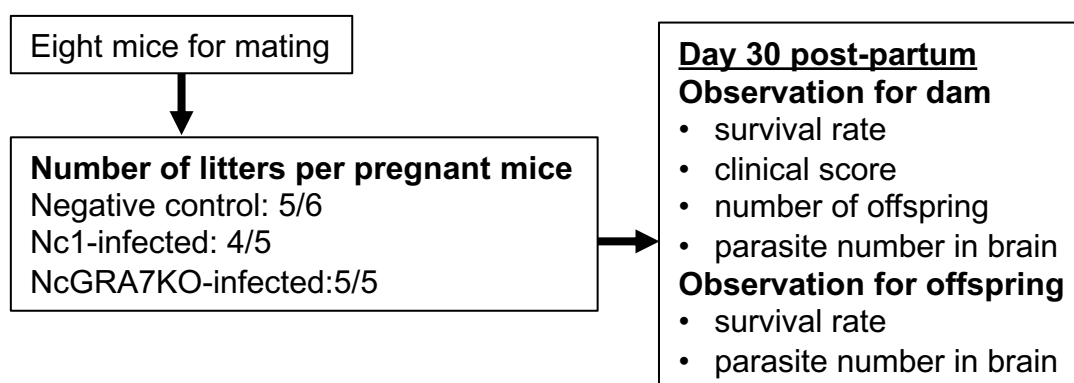 Eight mice for mating
Number of litters per pregnant mice
Negative control: 5/6
Nc1-infected: 4/5
NcGRA7KO-infected:5/5
Day 30 post-partum
Observation for dam
• survival rate
• clinical score
• number of offspring
• parasite number in brain
Observation for offspring
• survival rate
• parasite number in brain